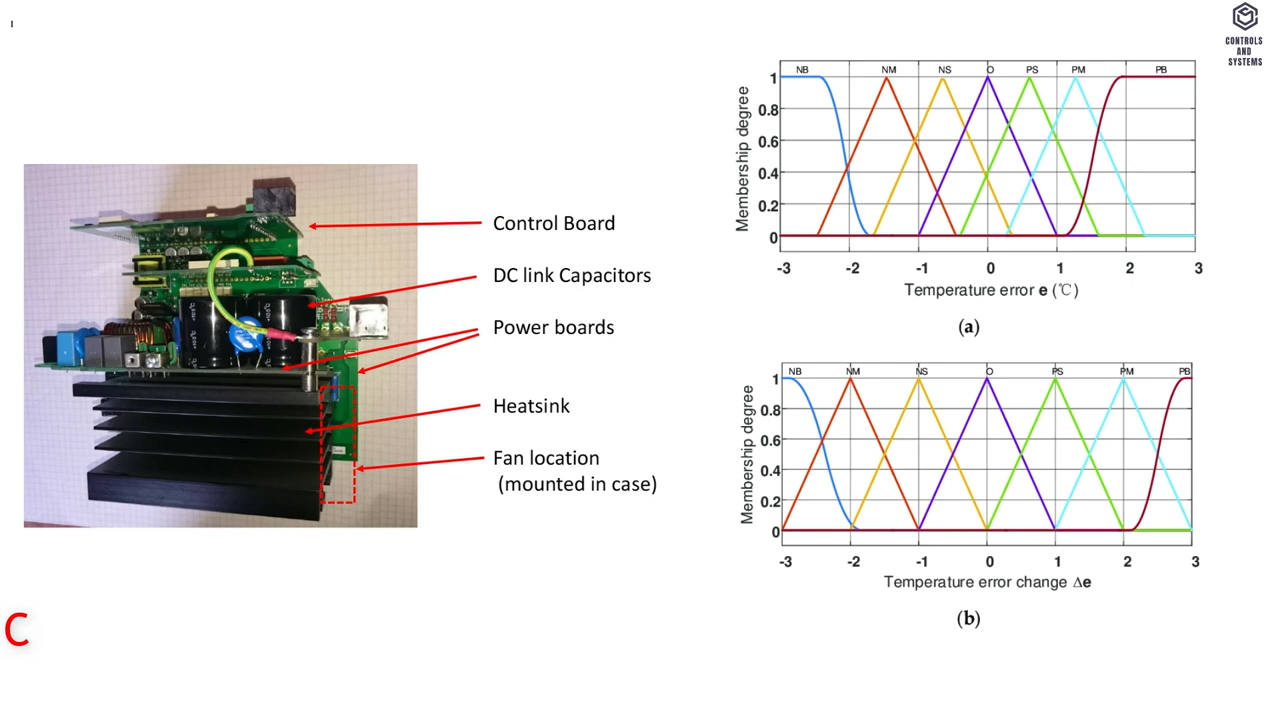 I
CONTROLS
AND
SYSTEMS
Control Board
DC link Capacitors
Power boards
Heatsink
Fan location
(mounted in case)
C
NB NM NS O PS PM PB
Membership degree
1
0.8
0.6
0.4
0.2
0
-3 -2 -1 0 1 2 3
Temperature error e (℃)
(a)
NB NM NS O PS PM PB
Membership degree
1
0.8
0.6
0.4
0.2
0
-3 -2 -1 0 1 2 3
Temperature error change Δe
(b)